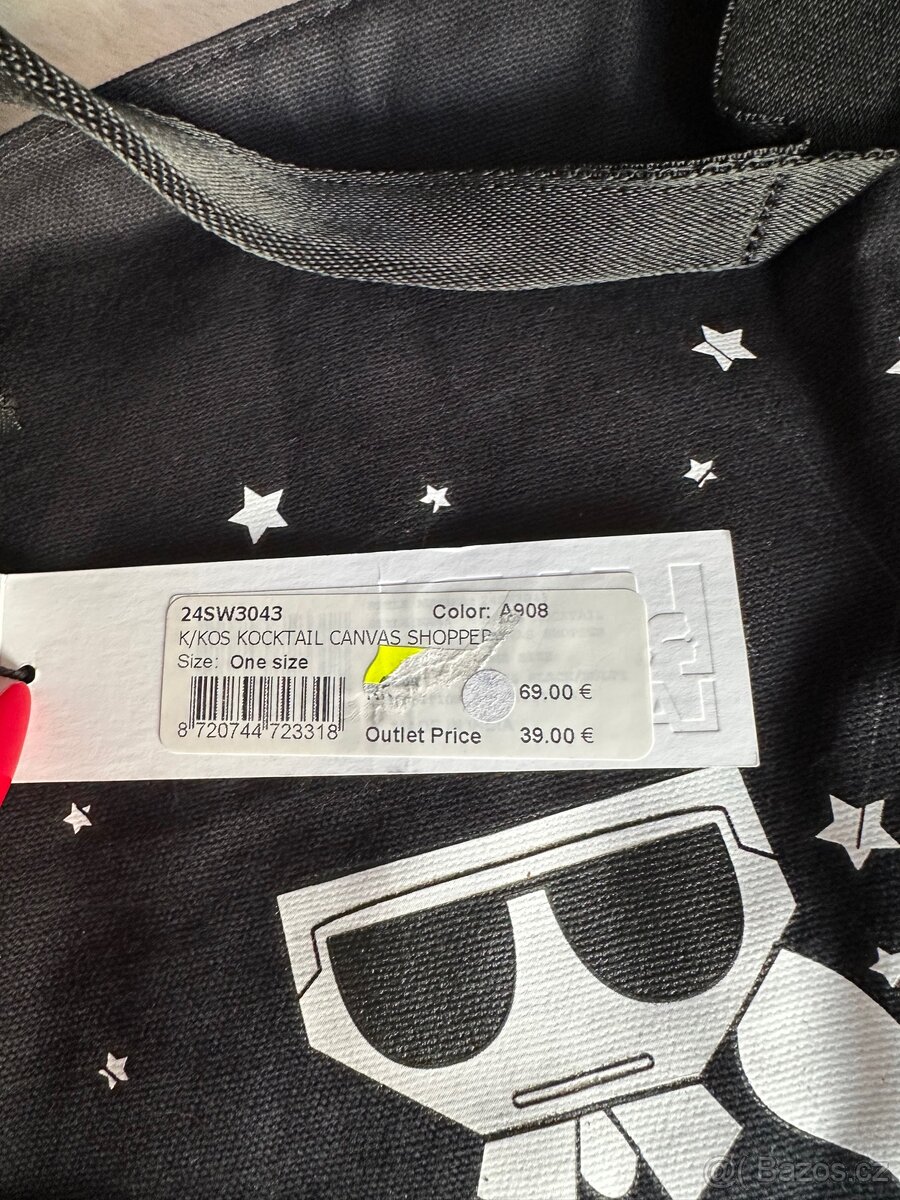 24SW3043 Color: A908
K/KOS KOCKTAIL CANVAS SHOPPER
Size: One size
69.00 €
8 720744 723318
Outlet Price 39.00 €
@ Bazos.cz